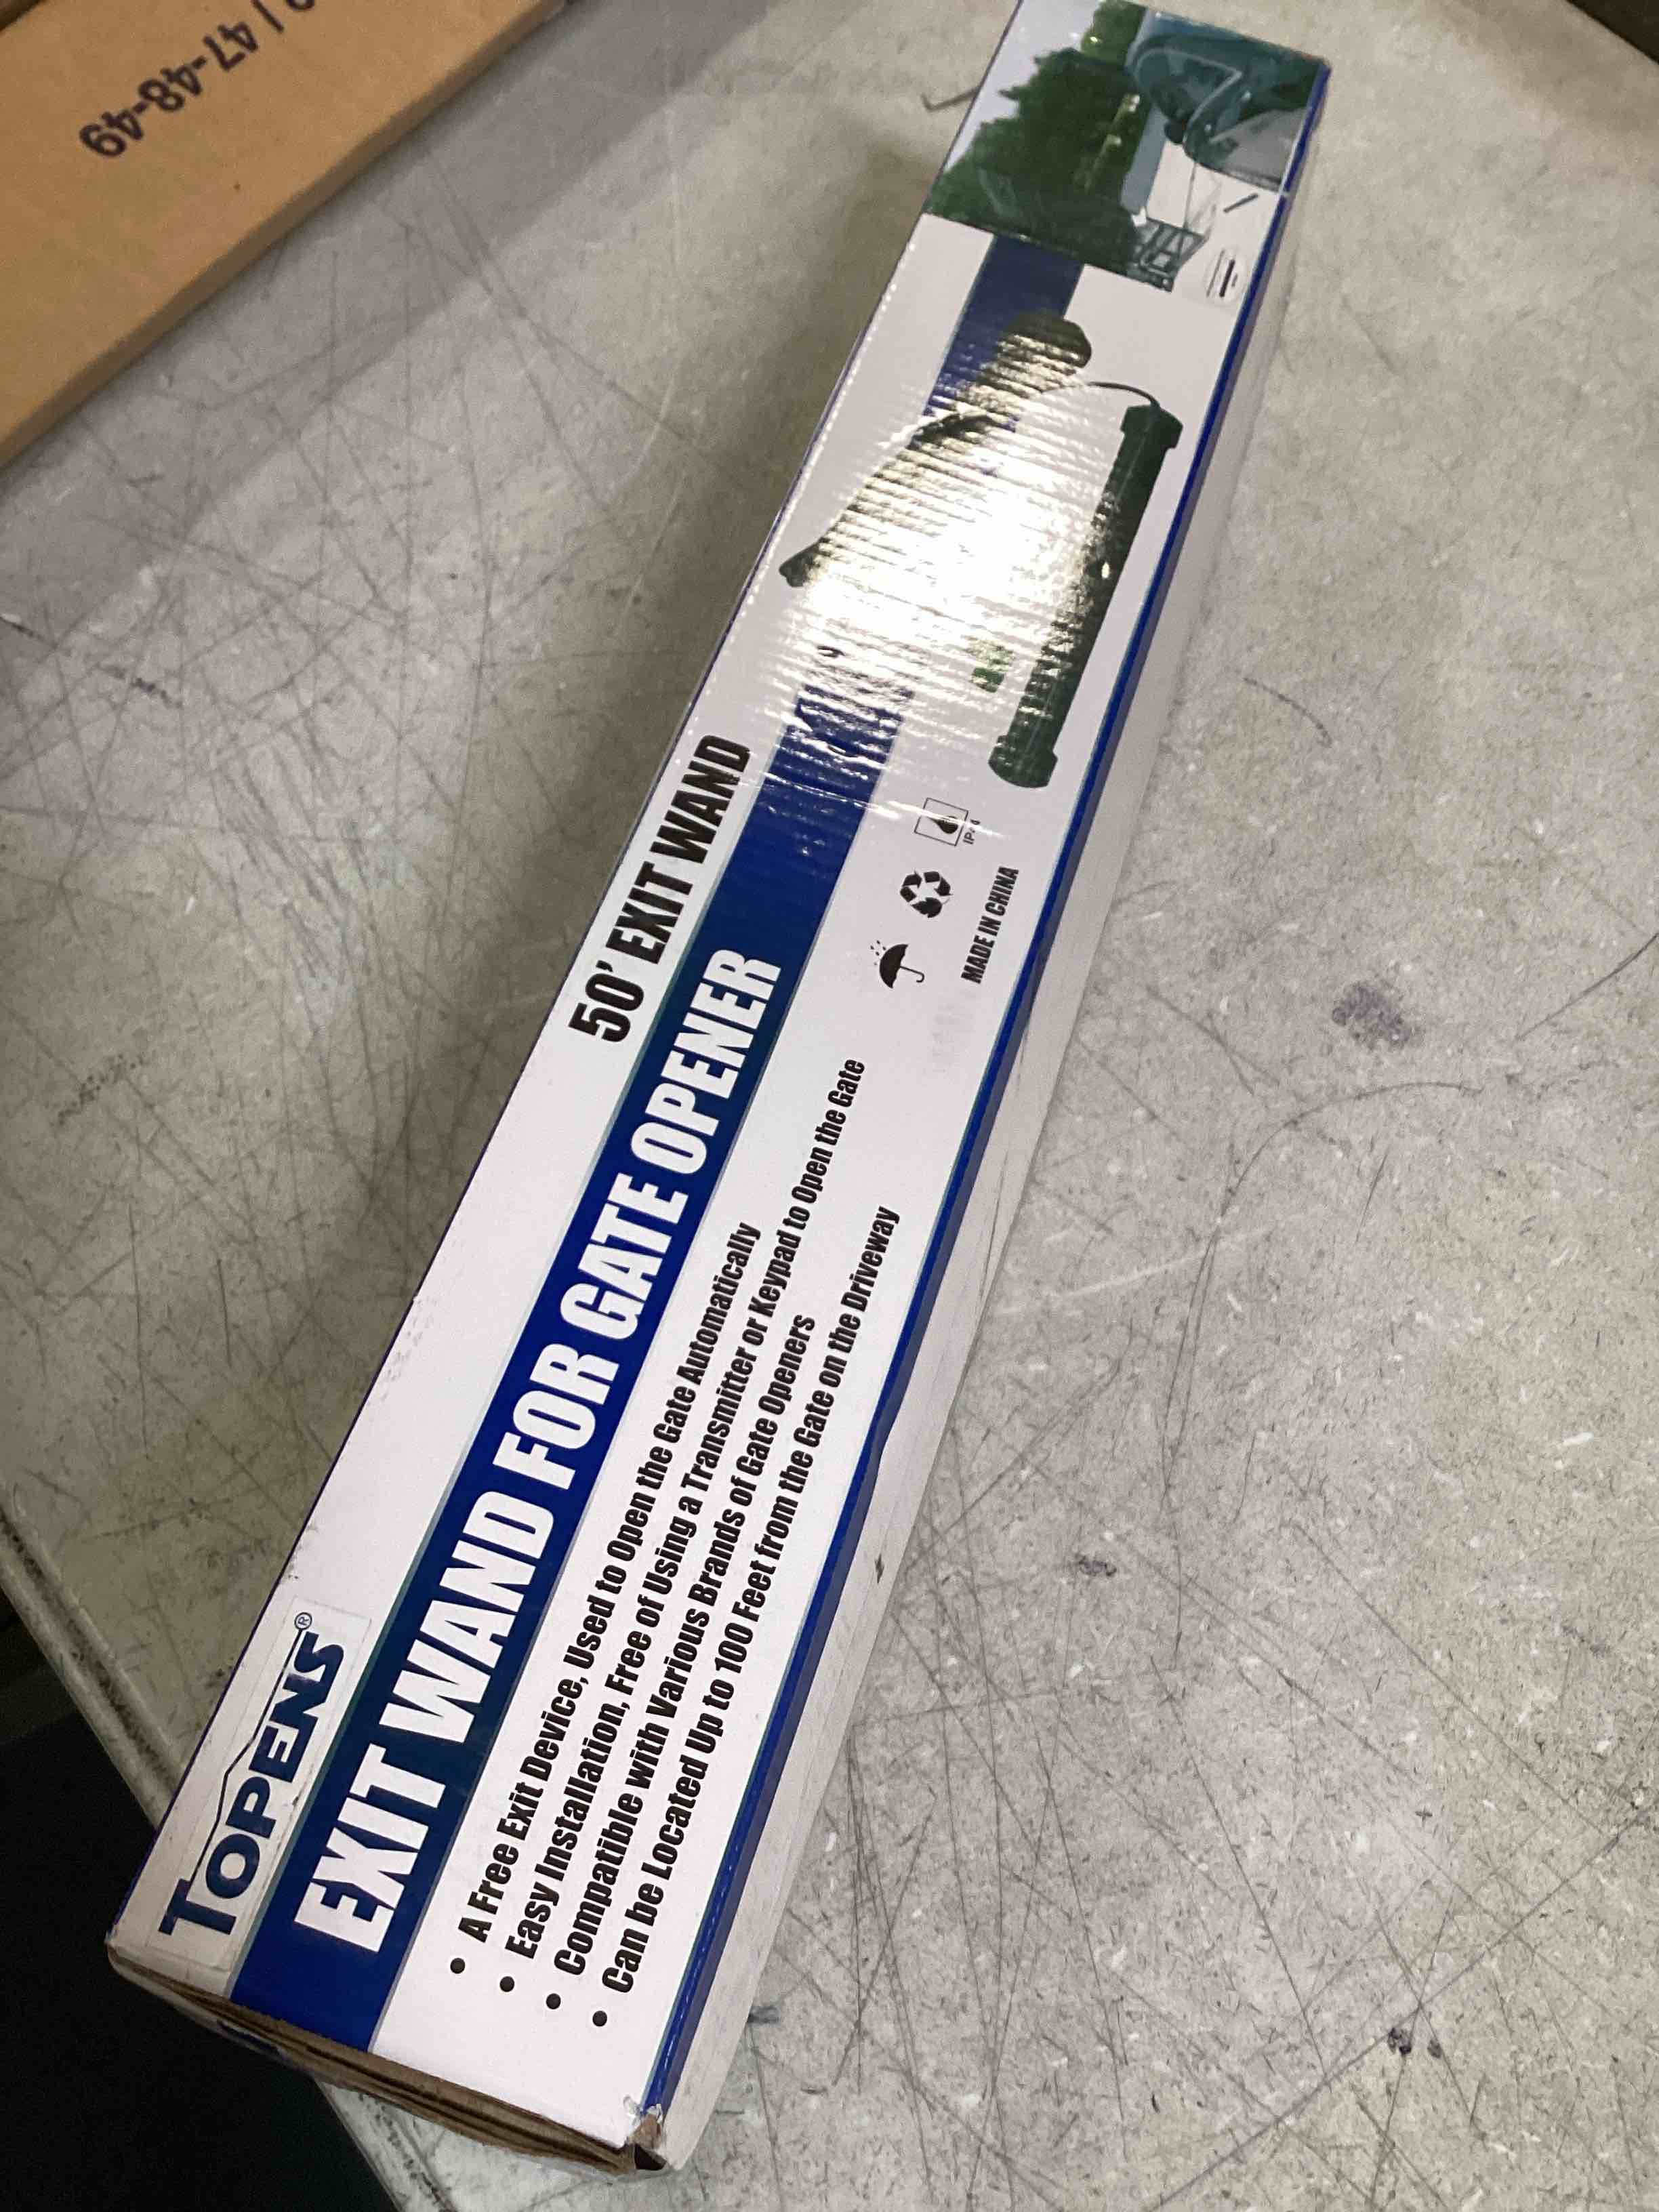 47-48-49
TOPENS®
50' EXIT WAND
EXIT WAND FOR GATE OPENER
• A Free Exit Device, Used to Open the Gate Automatically
• Easy Installation, Free of Using a Transmitter or Keypad to Open the Gate
• Compatible with Various Brands of Gate Openers
• Can be Located Up to 100 Feet from the Gate on the Driveway
MADE IN CHINA